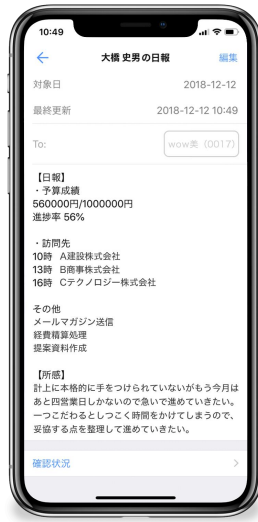 10:49
大橋 史男の日報
編集
対象日 2018-12-12
最終更新 2018-12-12 10:49
To: wow美 (0017)
【日報】
・予算成績
560000円/1000000円
進捗率 56%
・訪問先
10時 A建設株式会社
13時 B商事株式会社
16時 Cテクノロジー株式会社
その他
メールマガジン送信
経費精算処理
提案資料作成
【所感】
計上に本格的に手をつけられていないがもう今月は
あと四営業日しかないので急いで進めていきたい。
一つこだわるとしつこく時間をかけてしまうので、
妥協する点を整理して進めていきたい。
確認状況